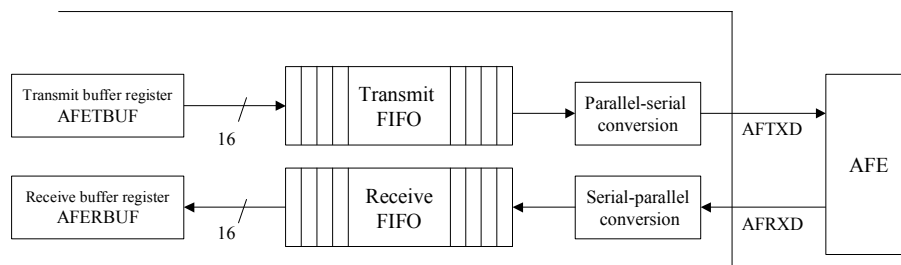 Transmit buffer register
AFETBUF
16
Transmit
FIFO
Parallel-serial
conversion
AFTXD
AFE
Receive buffer register
AFERBUF
16
Receive
FIFO
Serial-parallel
conversion
AFRXD